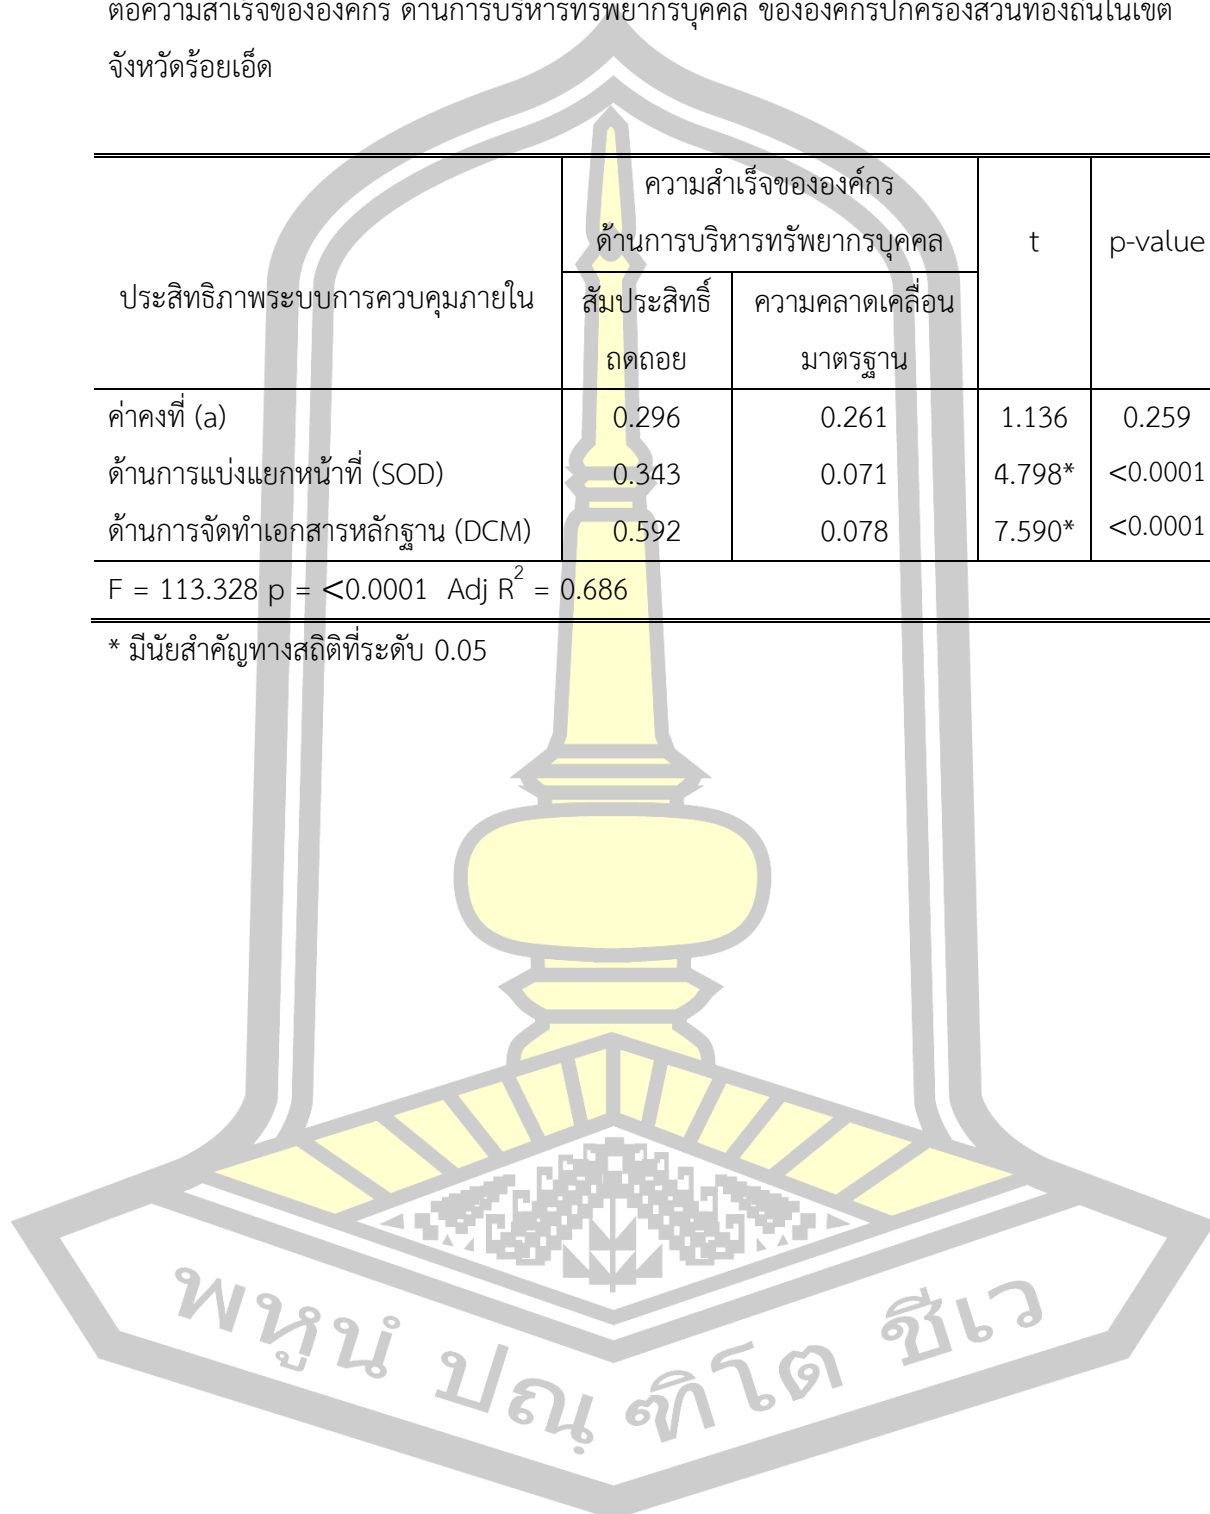 ต่อความสำเร็จขององค์กร ด้านการบริหารทรัพยากรบุคคล ขององค์กรปกครองส่วนท้องถิ่นในเขต
จังหวัดร้อยเอ็ด
ประสิทธิภาพระบบการควบคุมภายใน
ความสำเร็จขององค์กร
ด้านการบริหารทรัพยากรบุคคล
t
p-value
สัมประสิทธิ์
ถดถอย
ความคลาดเคลื่อน
มาตรฐาน
ค่าคงที่ (a) 0.296 0.261 1.136 0.259
ด้านการแบ่งแยกหน้าที่ (SOD) 0.343 0.071 4.798* <0.0001
ด้านการจัดทำเอกสารหลักฐาน (DCM) 0.592 0.078 7.590* <0.0001
F = 113.328 p = <0.0001 Adj R² = 0.686
* มีนัยสำคัญทางสถิติที่ระดับ 0.05
พหูนํ ปณฺฑิโต ชีเว